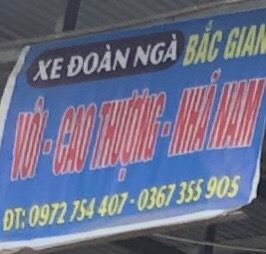 XE ĐOÀN NGÀ BẮC GIAN
VÔI - CAO THƯỢNG - NHÃ NAM
ĐT: 0972 754 407 - 0367 355 905